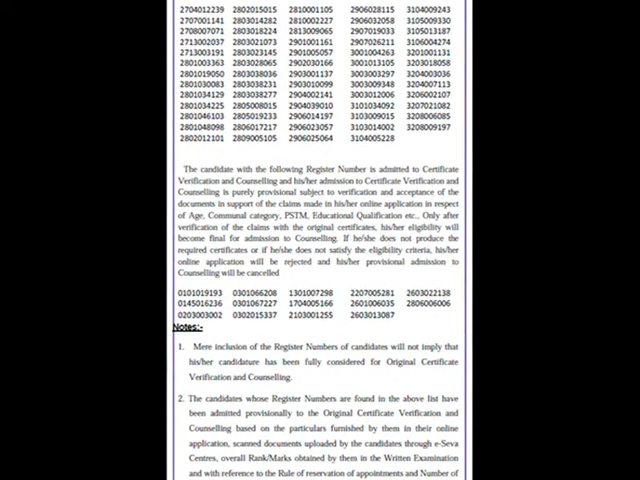 2704012239 2802015015 2810001105 2906028115 3104009243
2707001141 2803014282 2810002227 2906032058 3105009330
2708007071 2803018224 2813009065 2907019033 3105013187
2713002037 2803021073 2901001161 2907026211 3106004274
2713003191 2803023145 2901005057 3001004263 3201001131
2801003363 2803028065 2902030166 3001013105 3203018058
2801019050 2803038036 2903001137 3003003297 3204003036
2801030083 2803038231 2903010099 3003009348 3204007113
2801034129 2803038277 2904002141 3003012006 3206002107
2801034225 2805008015 2904039010 3101034092 3207021082
2801046103 2805019233 2906014197 3103009015 3208006085
2801048098 2806017217 2906023057 3103014002 3208009197
2802012101 2809005105 2906025064 3104005228
The candidate with the following Register Number is admitted to Certificate
Verification and Counselling and his/her admission to Certificate Verification and
Counselling is purely provisional subject to verification and acceptance of the
documents in support of the claims made in his/her online application in respect
of Age, Communal category, PSTM, Educational Qualification etc., Only after
verification of the claims with the original certificates, his/her eligibility will
become final for admission to Counselling. If he/she does not produce the
required certificates or if he/she does not satisfy the eligibility criteria, his/her
online application will be rejected and his/her provisional admission to
Counselling will be cancelled
0101019193 0301066208 1301007298 2207005281 2603022138
0145016236 0301067227 1704005166 2601006035 2806006006
0203003002 0302015337 2103001255 2603013087
Notes:-
1. Mere inclusion of the Register Numbers of candidates will not imply that
his/her candidature has been fully considered for Original Certificate
Verification and Counselling.
2. The candidates whose Register Numbers are found in the above list have
been admitted provisionally to the Original Certificate Verification and
Counselling based on the particulars furnished by them in their online
application, scanned documents uploaded by the candidates through e-Seva
Centres, overall Rank/Marks obtained by them in the Written Examination
and with reference to the Rule of reservation of appointments and Number of